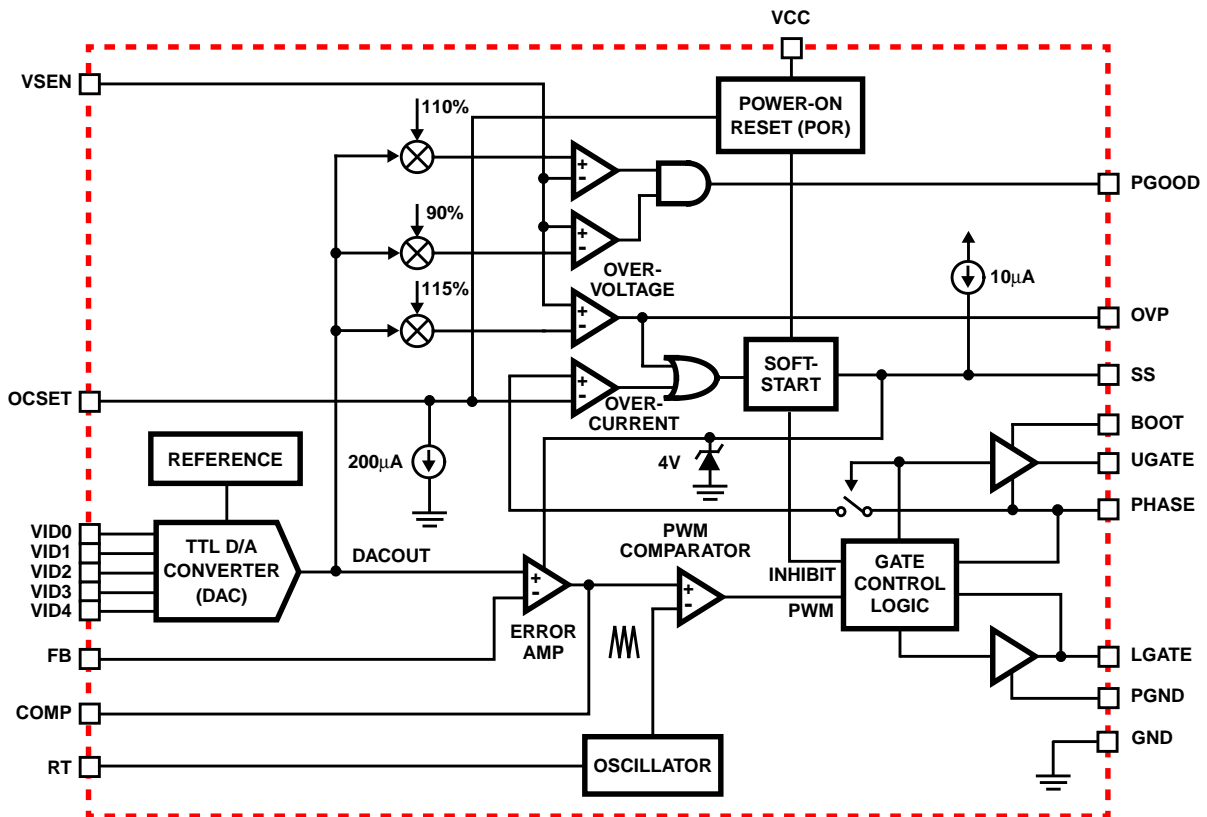 VCC
VSEN
POWER-ON
RESET (POR)
110%
PGOOD
90%
OVER-
VOLTAGE
10µA
115%
OVP
SOFT-
START
SS
OCSET
OVER-
CURRENT
BOOT
REFERENCE
200µA
4V
UGATE
PHASE
VID0
VID1
VID2
VID3
VID4
TTL D/A
CONVERTER
(DAC)
DACOUT
PWM
COMPARATOR
INHIBIT
PWM
GATE
CONTROL
LOGIC
ERROR
AMP
FB
LGATE
PGND
COMP
GND
RT
OSCILLATOR
+
-
+
-
+
-
+
-
+
-
+
-